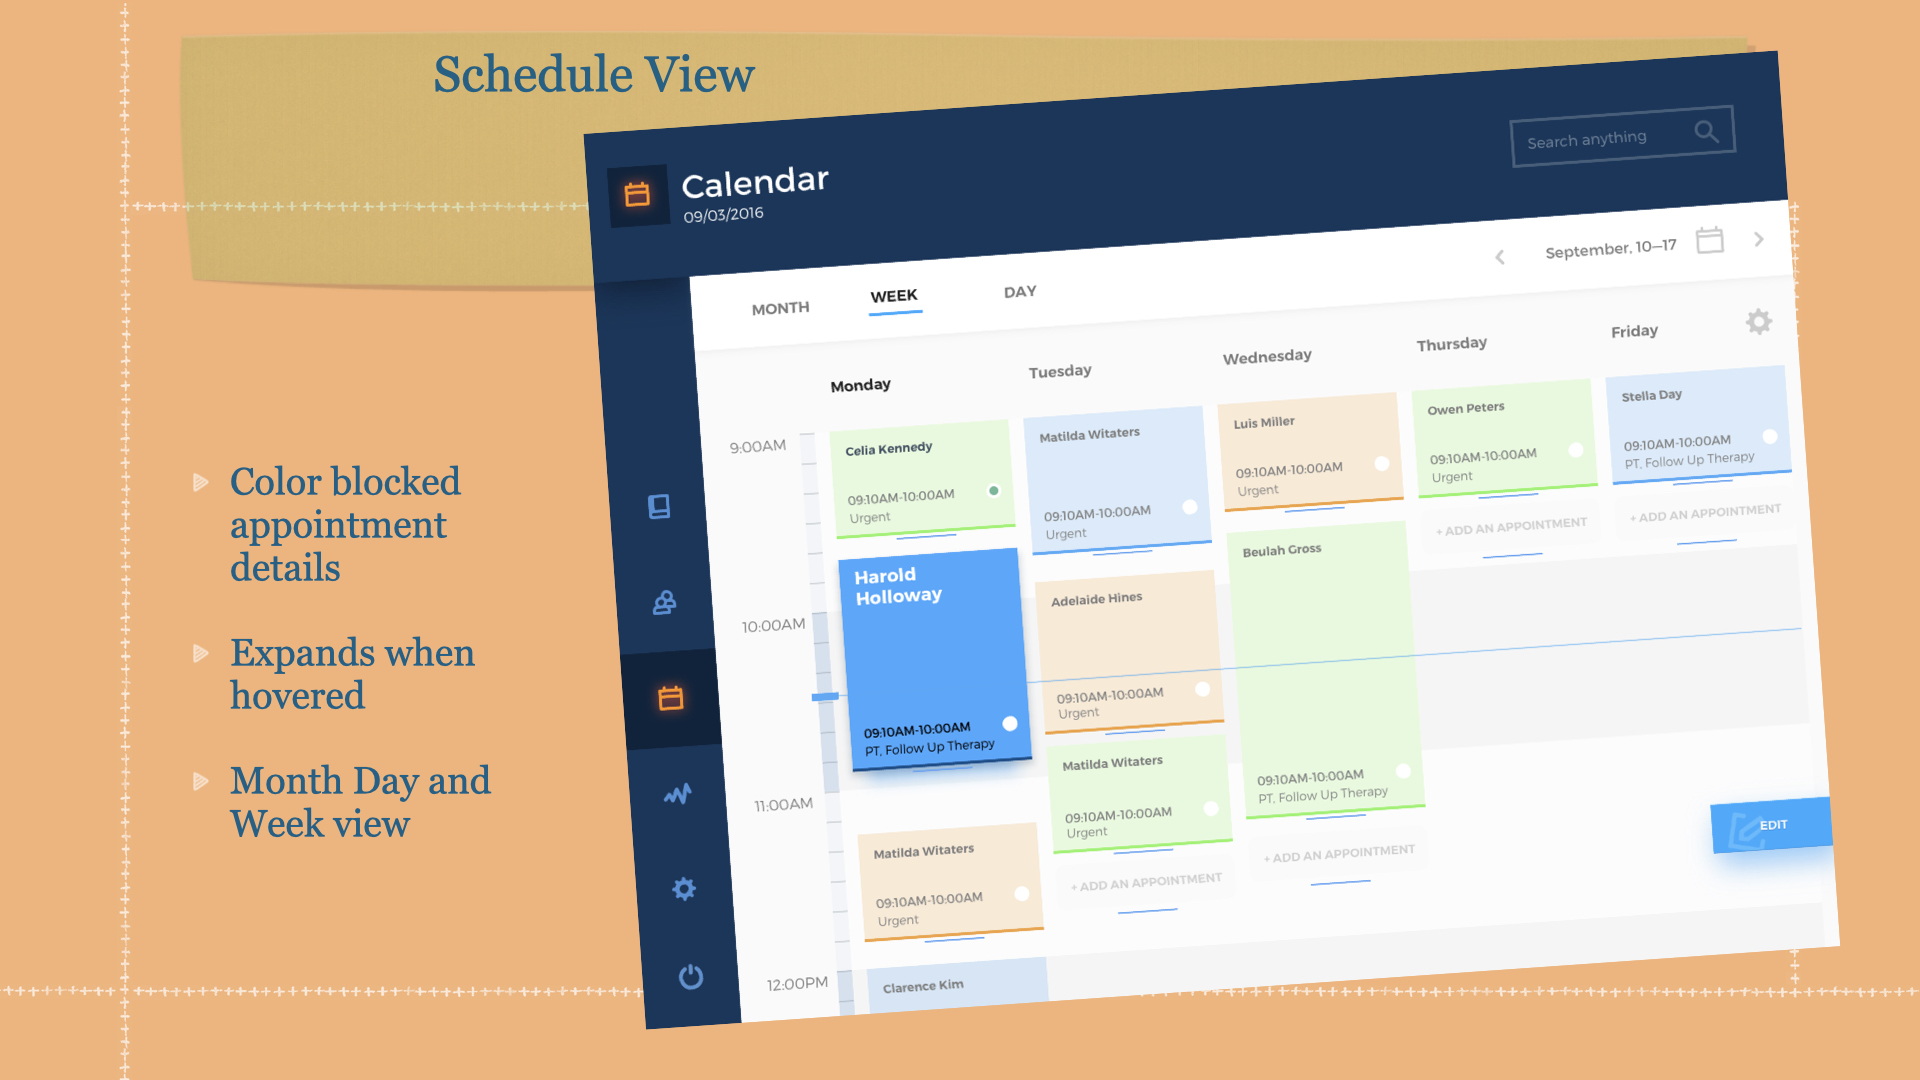 Schedule View
Color blocked
appointment
details
Expands when
hovered
Month Day and
Week view
Calendar
09/03/2016
Search anything
MONTH
WEEK
DAY
September, 10–17
Monday
Tuesday
Wednesday
Thursday
Friday
9:00AM
10:00AM
11:00AM
12:00PM
Celia Kennedy
09:10AM-10:00AM
Urgent
Harold
Holloway
09:10AM-10:00AM
PT, Follow Up Therapy
Matilda Witaters
09:10AM-10:00AM
Urgent
Clarence Kim
Matilda Witaters
09:10AM-10:00AM
Urgent
Adelaide Hines
09:10AM-10:00AM
Urgent
Matilda Witaters
09:10AM-10:00AM
Urgent
+ ADD AN APPOINTMENT
Luis Miller
09:10AM-10:00AM
Urgent
Beulah Gross
09:10AM-10:00AM
PT, Follow Up Therapy
+ ADD AN APPOINTMENT
Owen Peters
09:10AM-10:00AM
Urgent
+ ADD AN APPOINTMENT
Stella Day
09:10AM-10:00AM
PT, Follow Up Therapy
+ ADD AN APPOINTMENT
EDIT